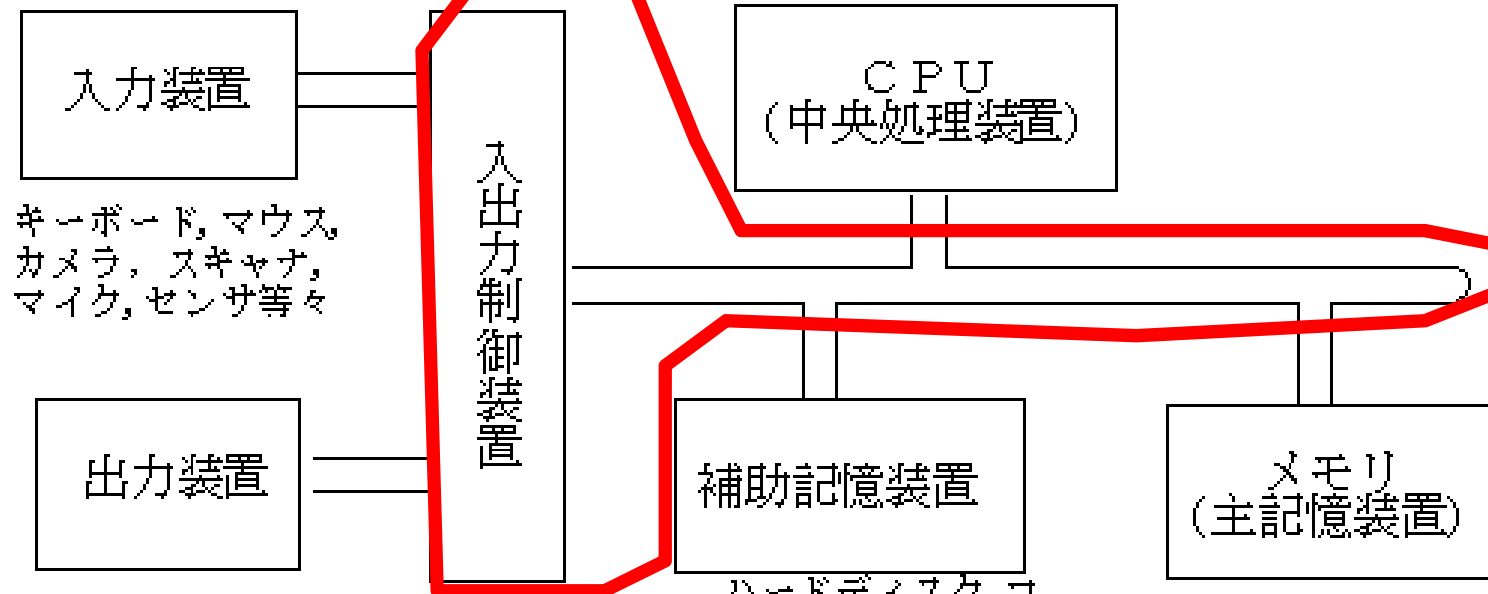 入力装置
キーボード,マウス,
カメラ，スキャナ,
マイク,センサ等々
出力装置
入出力制御装置
ＣＰＵ
(中央処理装置)
補助記憶装置
メモリ
(主記憶装置)